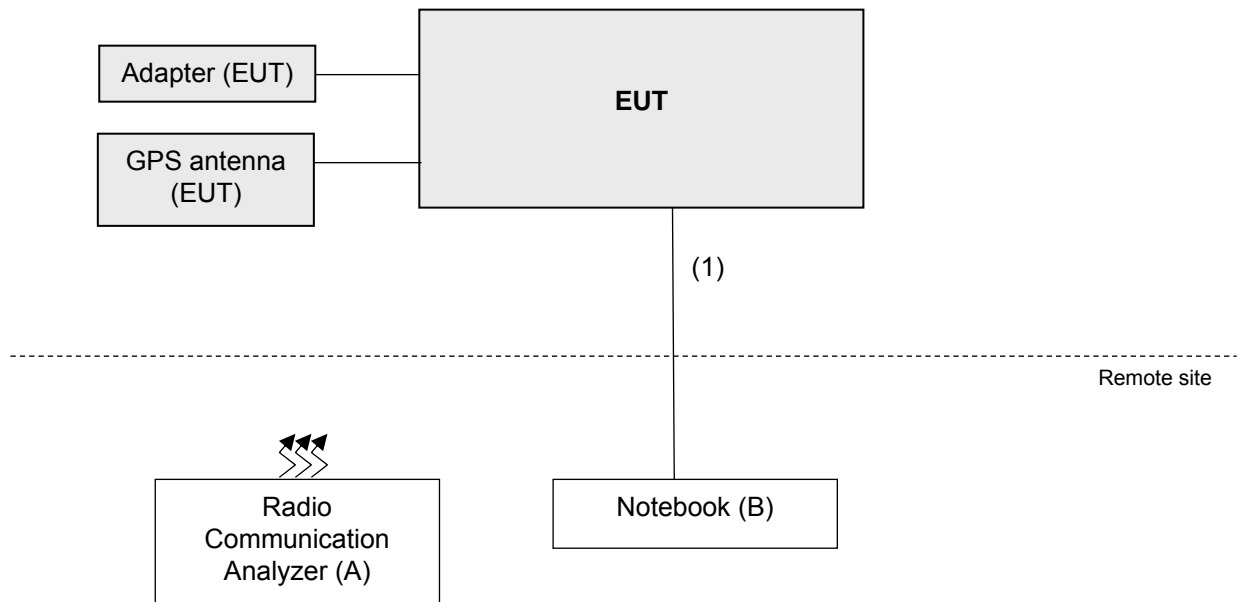 Adapter (EUT)
EUT
GPS antenna
(EUT)
(1)
Remote site
Radio
Communication
Analyzer (A)
Notebook (B)